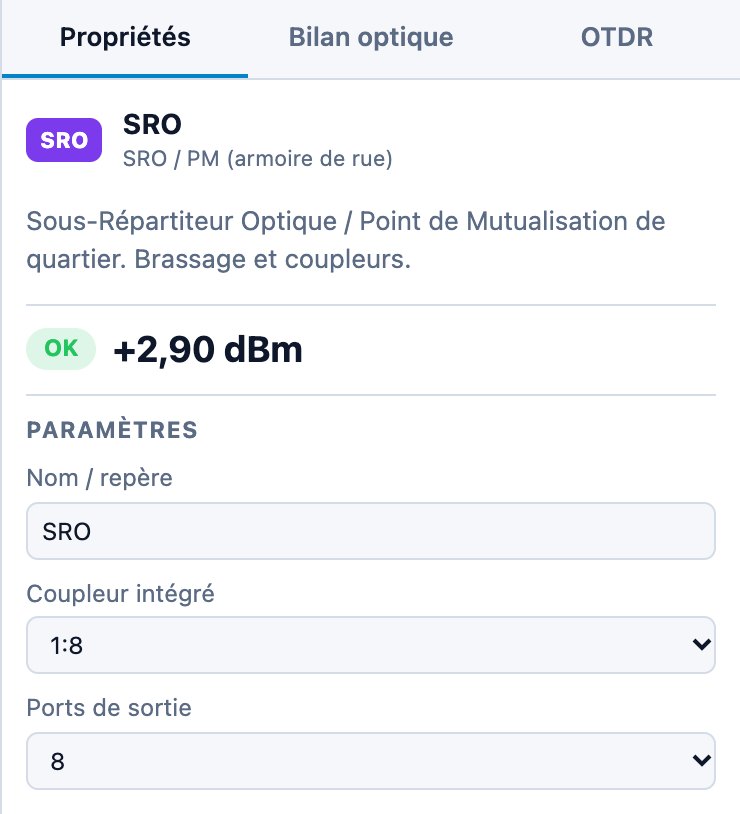 Propriétés Bilan optique OTDR
SRO
SRO
SRO / PM (armoire de rue)
Sous-Répartiteur Optique / Point de Mutualisation de
quartier. Brassage et coupleurs.
OK +2,90 dBm
PARAMÈTRES
Nom / repère
SRO
Coupleur intégré
1:8
Ports de sortie
8